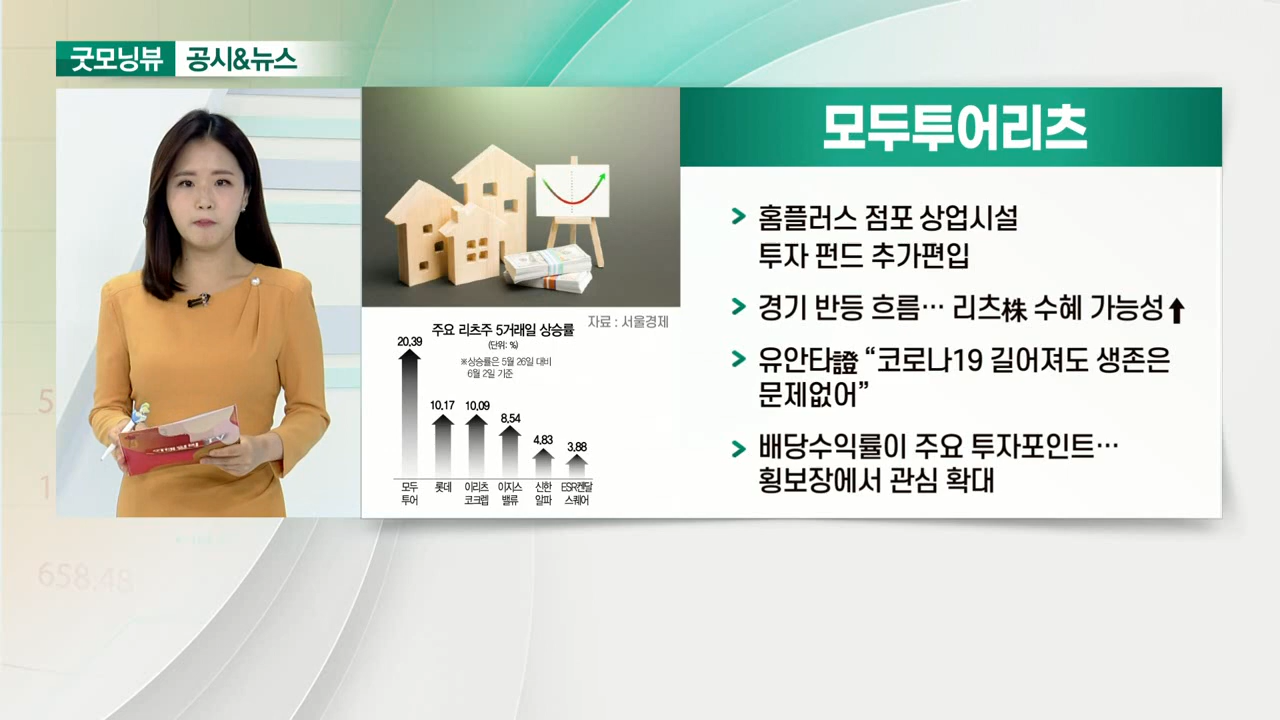 굿모닝뷰 공시&뉴스
모두투어리츠
홈플러스 점포 상업시설
투자 펀드 추가편입
경기 반등 흐름… 리츠株 수혜 가능성⬆
유안타證 “코로나19 길어져도 생존은
문제없어”
배당수익률이 주요 투자포인트…
횡보장에서 관심 확대
자료 : 서울경제
주요 리츠주 5거래일 상승률
(단위: %)
※상승률은 5월 26일 대비
6월 2일 기준
20.39
10.17
10.09
8.54
4.83
3.88
모두
투어
롯데
이리츠
코크렙
이지스
밸류
신한
알파
ESR켄달
스퀘어
658.48